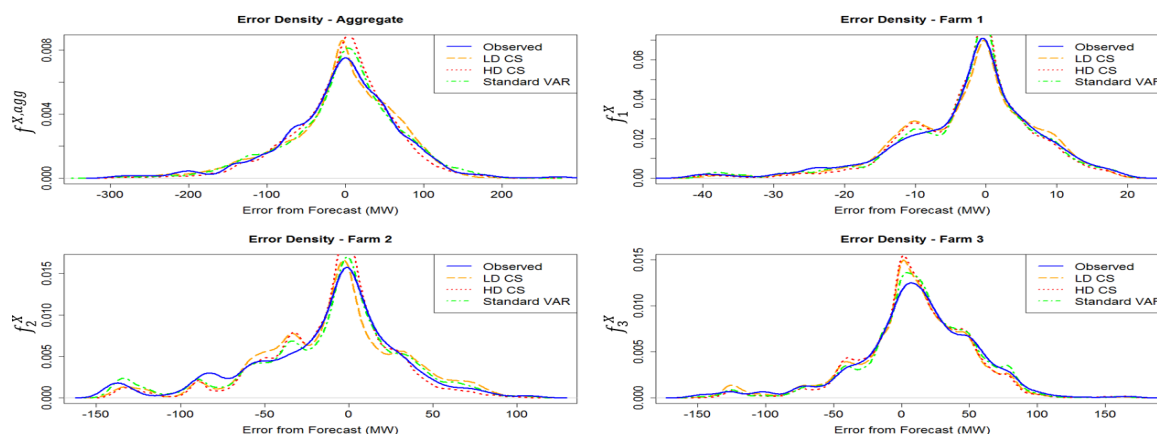 Error Density - Aggregate
f^X,agg
0.000 0.004 0.008
Observed
LD CS
HD CS
Standard VAR
-300 -200 -100 0 100 200
Error from Forecast (MW)
Error Density - Farm 1
f_1^X
0.00 0.02 0.04 0.06
Observed
LD CS
HD CS
Standard VAR
-40 -30 -20 -10 0 10 20
Error from Forecast (MW)
Error Density - Farm 2
f_2^X
0.000 0.005 0.010 0.015
Observed
LD CS
HD CS
Standard VAR
-150 -100 -50 0 50 100
Error from Forecast (MW)
Error Density - Farm 3
f_3^X
0.000 0.005 0.010 0.015
Observed
LD CS
HD CS
Standard VAR
-150 -100 -50 0 50 100 150
Error from Forecast (MW)